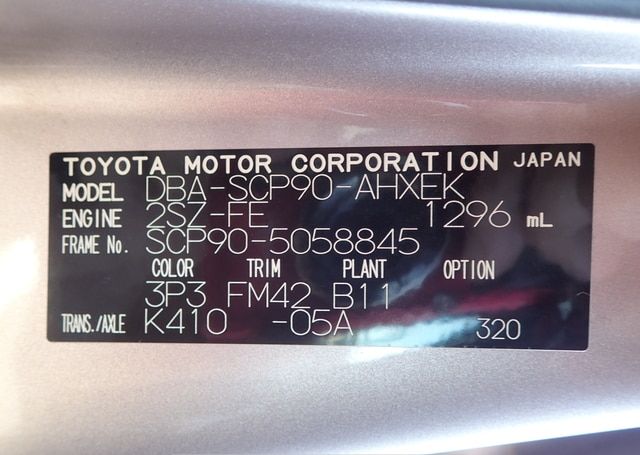 TOYOTA MOTOR CORPORATION JAPAN
MODEL DBA-SCP90-AHXEK
ENGINE 2SZ-FE 1296 mL
FRAME No. SCP90-5058845
COLOR TRIM PLANT OPTION
3P3 FM42 B11
TRANS./AXLE K410 -05A 320